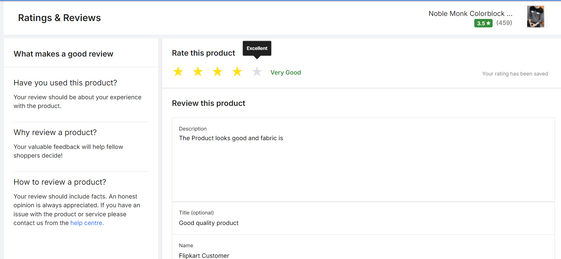 Ratings & Reviews
Noble Monk Colorblock ...
3.5★ (459)
What makes a good review
Have you used this product?
Your review should be about your experience
with the product.
Why review a product?
Your valuable feedback will help fellow
shoppers decide!
How to review a product?
Your review should include facts. An honest
opinion is always appreciated. If you have an
issue with the product or service please
contact us from the help centre.
Rate this product
Excellent
Very Good
Your rating has been saved
Review this product
Description
The Product looks good and fabric is
Title (optional)
Good quality product
Name
Flipkart Customer